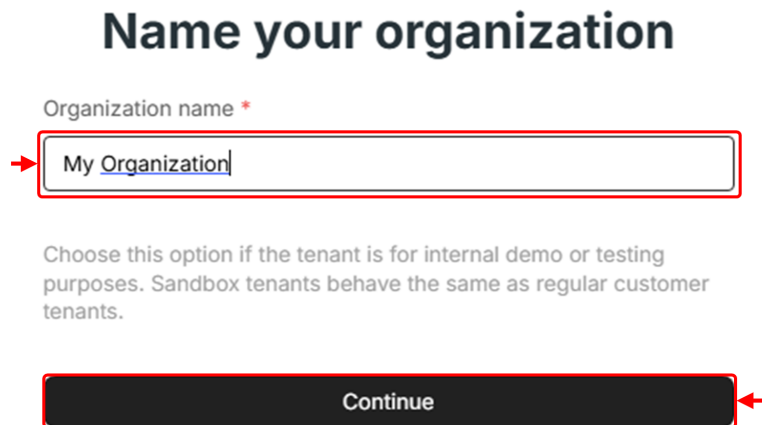 Name your organization
Organization name *
My Organization
Choose this option if the tenant is for internal demo or testing
purposes. Sandbox tenants behave the same as regular customer
tenants.
Continue